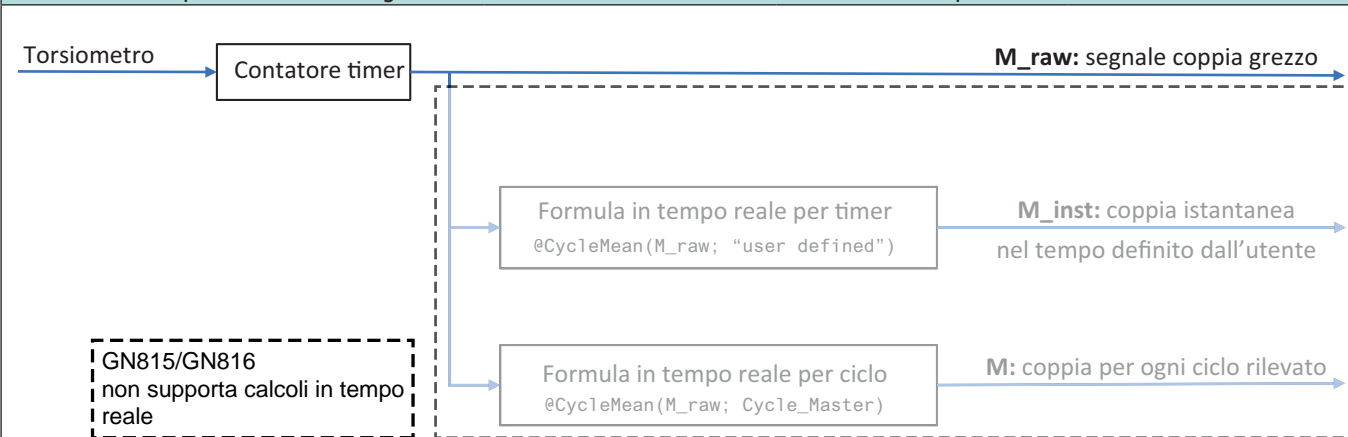 Torsiometro
Contatore timer
M_raw: segnale coppia grezzo
Formula in tempo reale per timer
@CycleMean(M_raw; “user defined”)
M_inst: coppia istantanea
nel tempo definito dall’utente
GN815/GN816
non supporta calcoli in tempo
reale
Formula in tempo reale per ciclo
@CycleMean(M_raw; Cycle_Master)
M: coppia per ogni ciclo rilevato